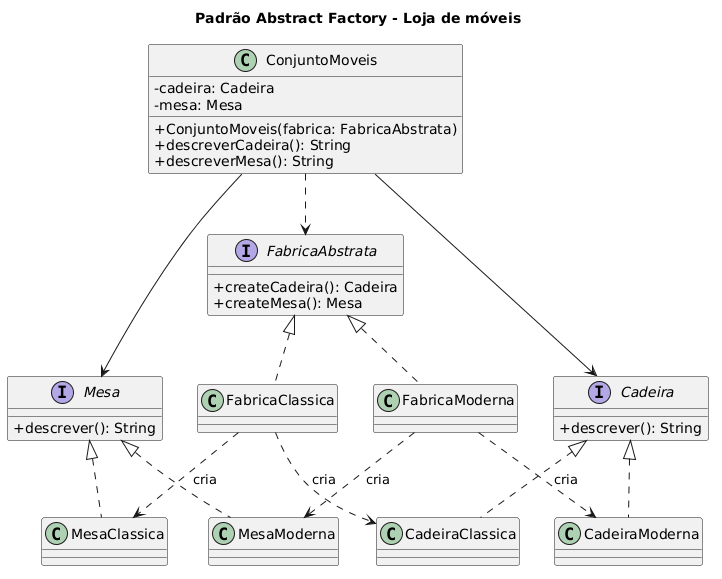 Padrão Abstract Factory - Loja de móveis
C ConjuntoMoveis
-cadeira: Cadeira
-mesa: Mesa
+ConjuntoMoveis(fabrica: FabricaAbstrata)
+descreverCadeira(): String
+descreverMesa(): String
I FabricaAbstrata
+createCadeira(): Cadeira
+createMesa(): Mesa
I Mesa
+descrever(): String
C FabricaClassica
C FabricaModerna
I Cadeira
+descrever(): String
cria
cria
cria
cria
C MesaClassica
C MesaModerna
C CadeiraClassica
C CadeiraModerna